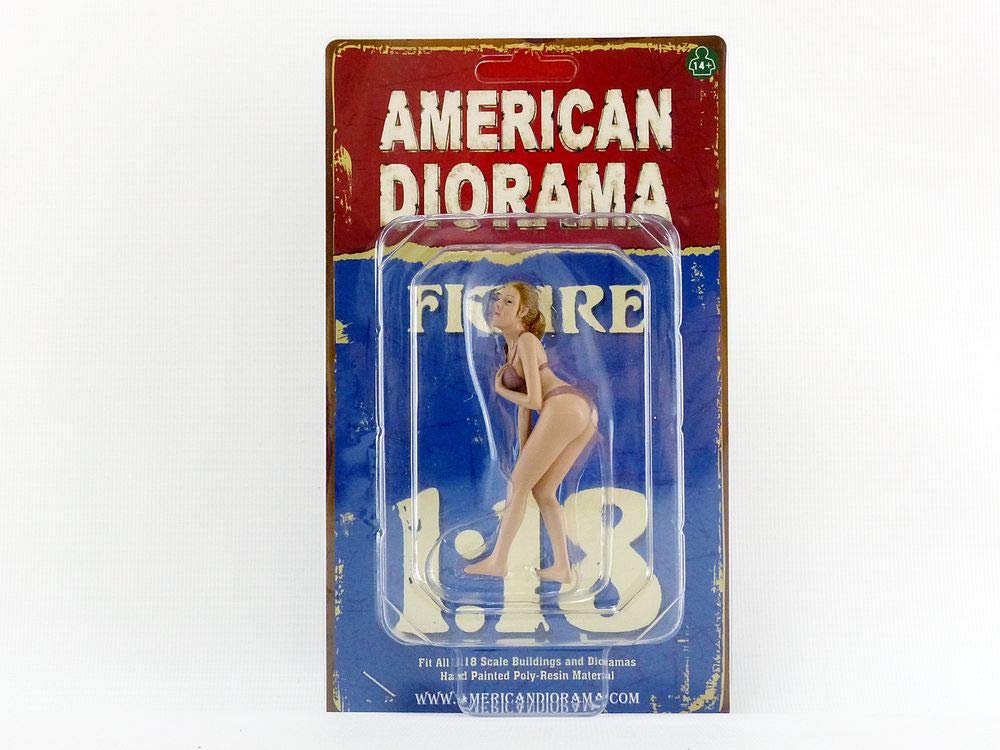 14+
AMERICAN
DIORAMA
FIGURE
1:18
Fit All 1:18 Scale Buildings and Dioramas
Hand Painted Poly-Resin Material
WWW.AMERICANDIORAMA.COM